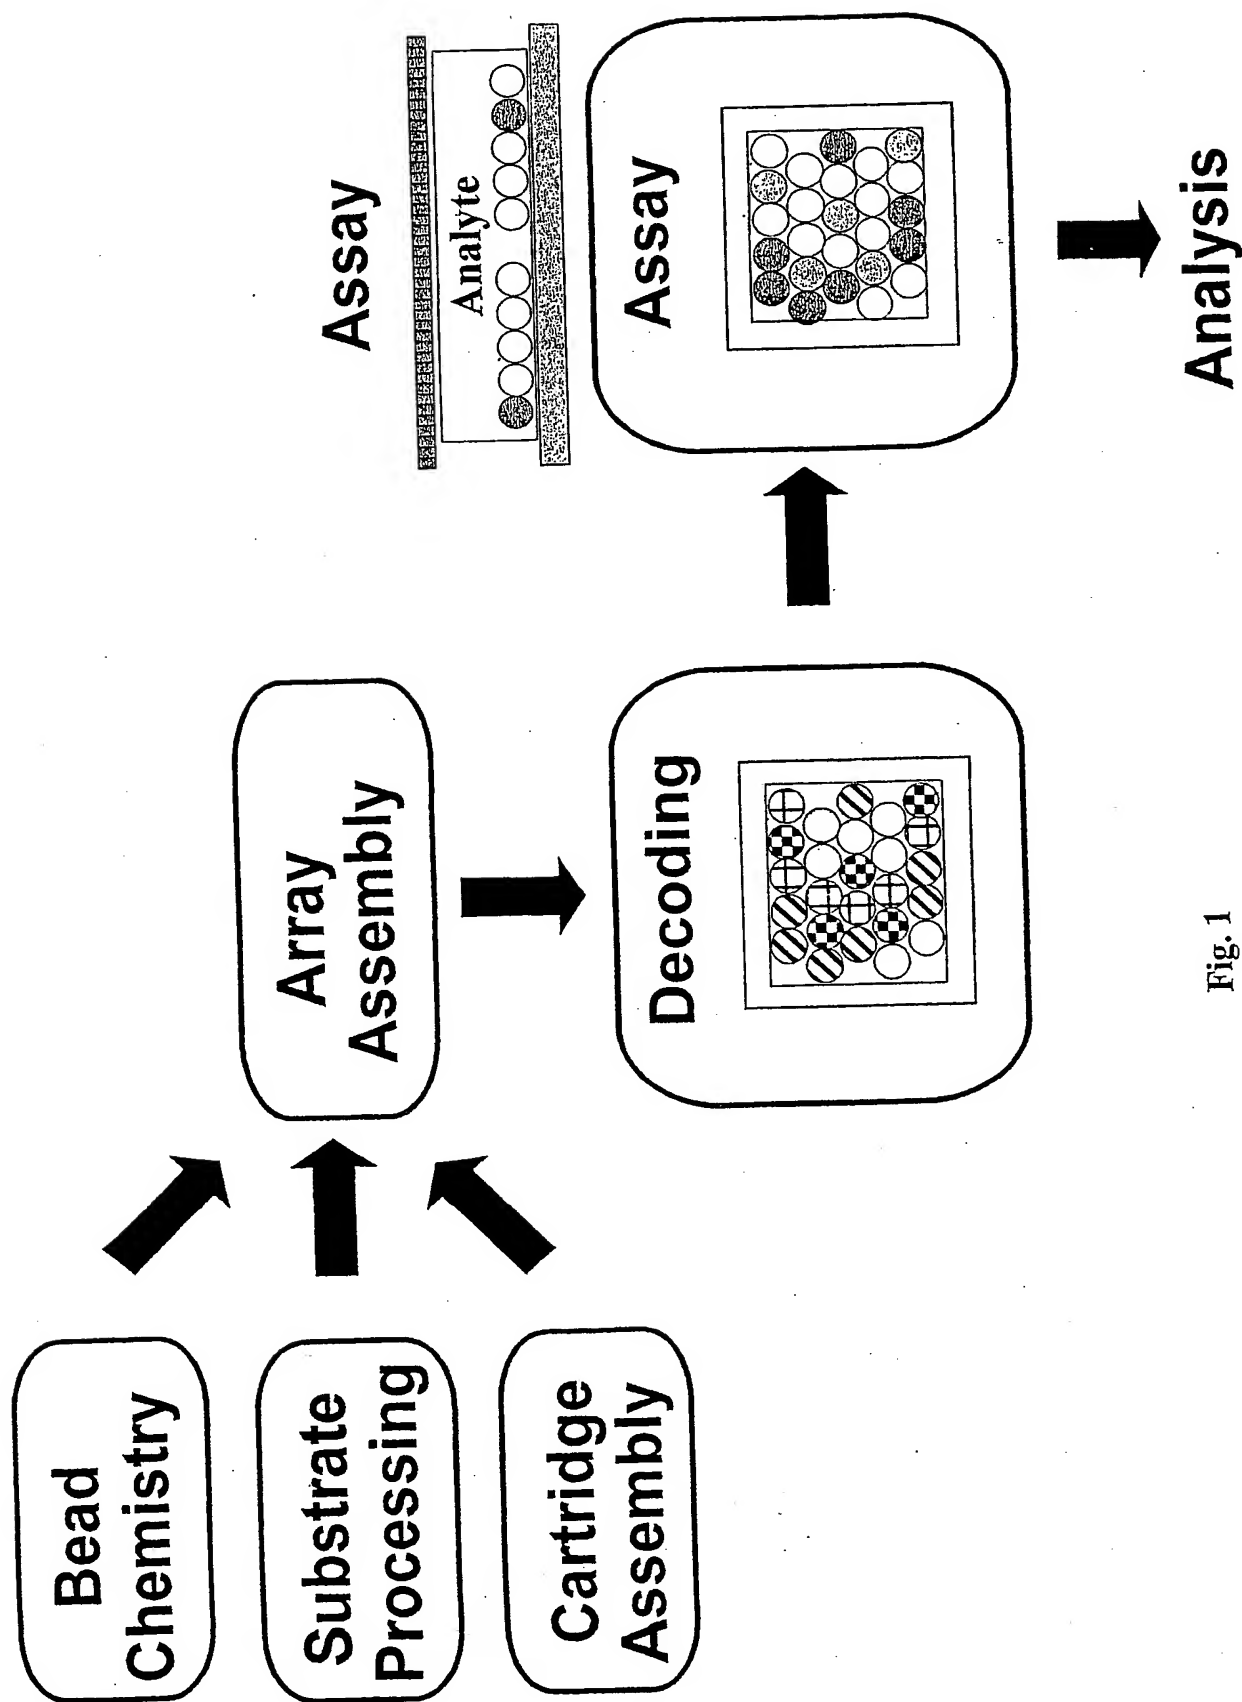 Bead
Chemistry
Substrate
Processing
Cartridge
Assembly
Array
Assembly
Decoding
Assay
Analyte
Assay
Analysis
Fig. 1